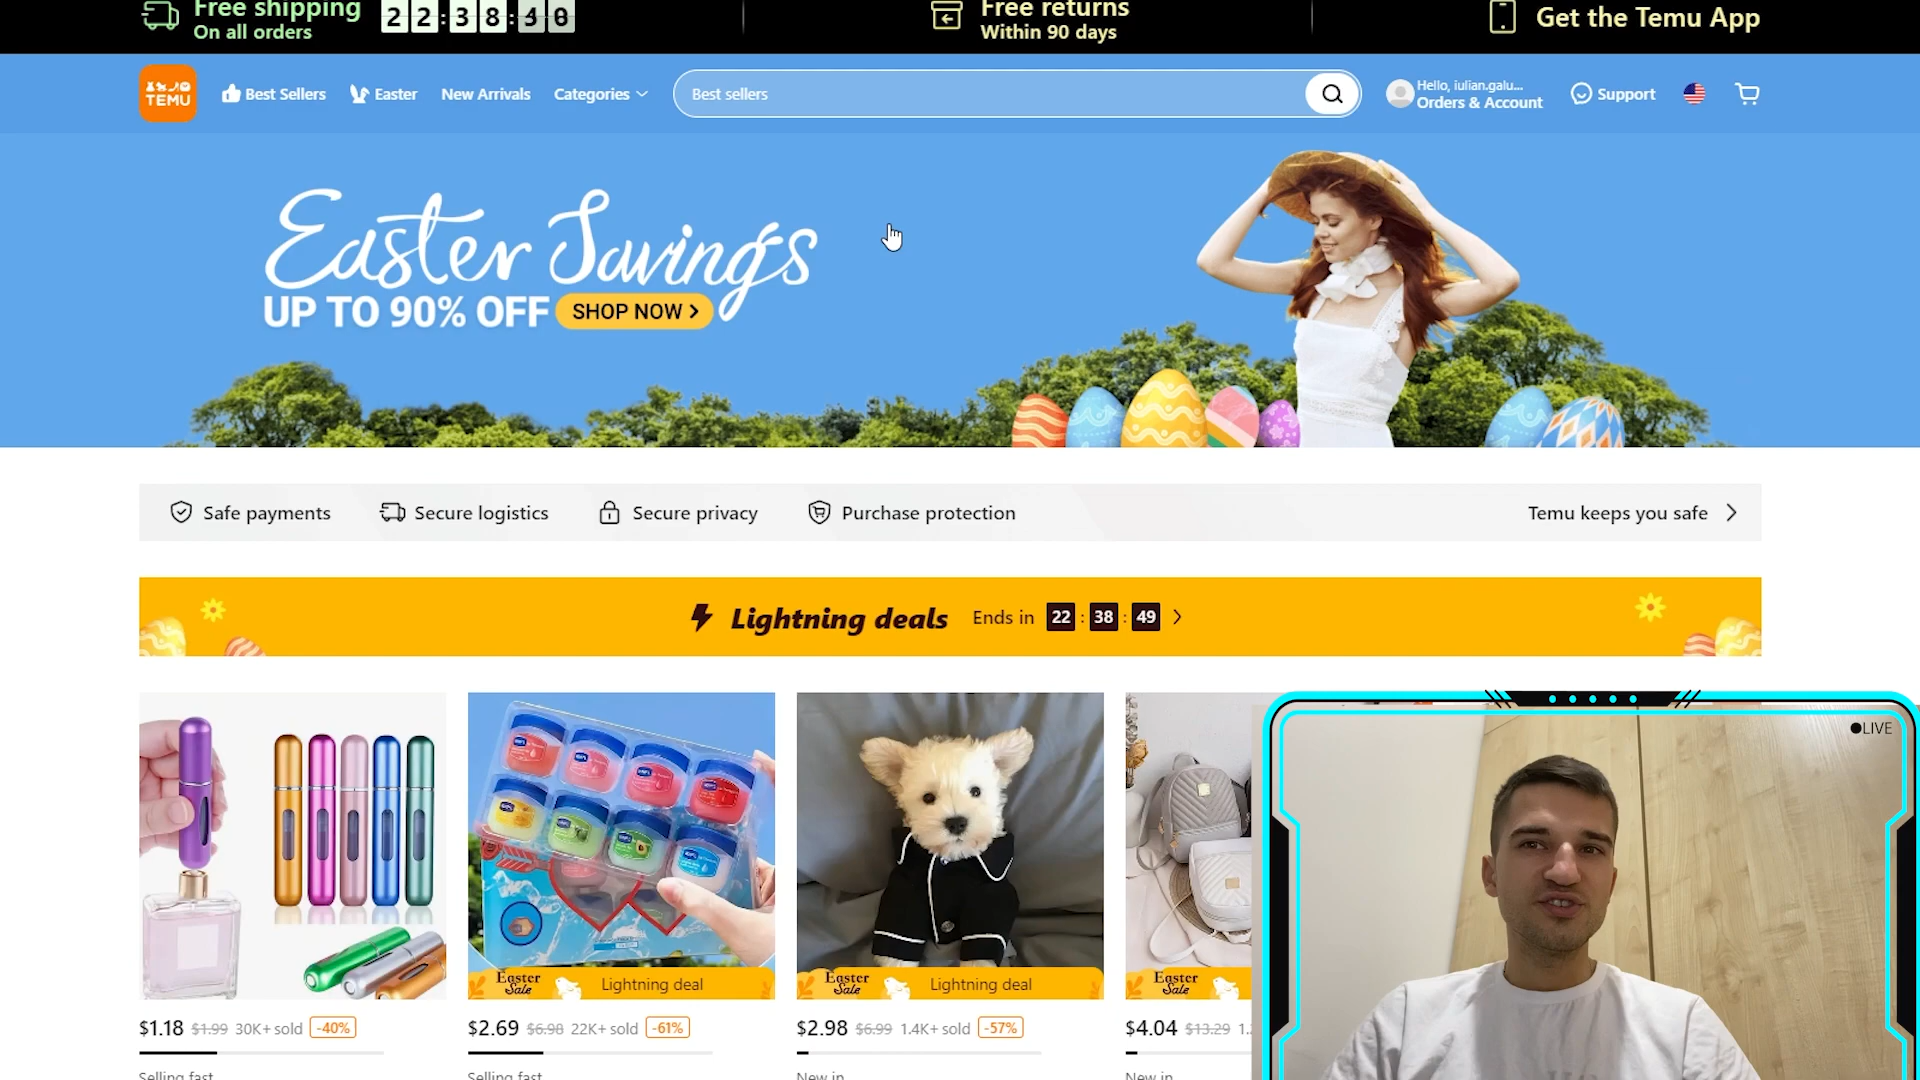 Free shipping
On all orders
Free returns
Within 90 days
Get the Temu App
TEMU
Best Sellers
Easter
New Arrivals
Categories
Best sellers
Hello, iulian.galu...
Orders & Account
Support
Easter Savings
UP TO 90% OFF
SHOP NOW >
Safe payments
Secure logistics
Secure privacy
Purchase protection
Temu keeps you safe
Lightning deals
Ends in 22 : 38 : 49
Easter Sale
Lightning deal
Easter Sale
Lightning deal
Easter Sale
LIVE
$1.18 $1.99 30K+ sold -40%
$2.69 $6.98 22K+ sold -61%
$2.98 $6.99 1.4K+ sold -57%
$4.04 $13.29
Selling fast
Selling fast
New in
New in